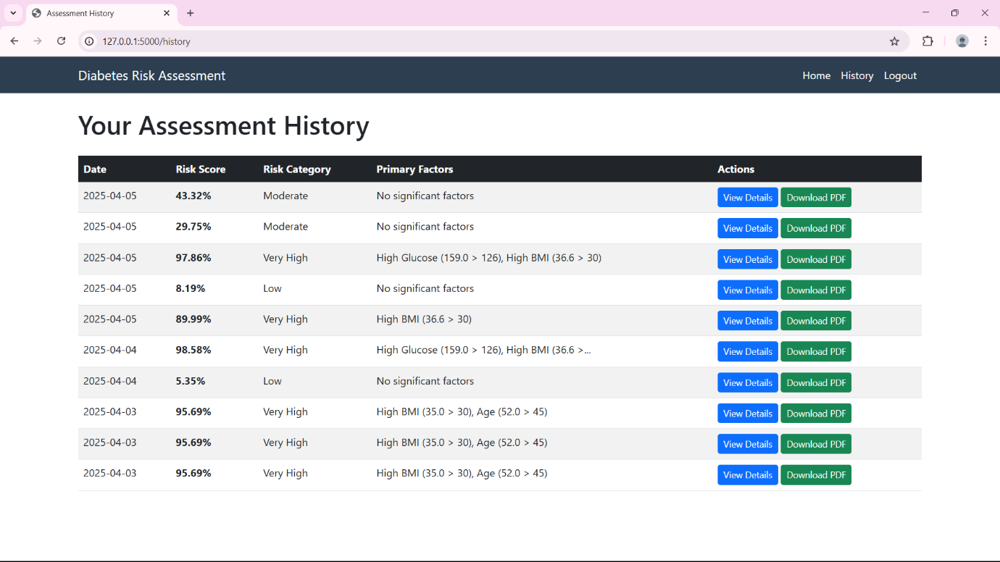 Assessment History
127.0.0.1:5000/history
Diabetes Risk Assessment Home History Logout
Your Assessment History
Date Risk Score Risk Category Primary Factors Actions
2025-04-05 43.32% Moderate No significant factors View Details Download PDF
2025-04-05 29.75% Moderate No significant factors View Details Download PDF
2025-04-05 97.86% Very High High Glucose (159.0 > 126), High BMI (36.6 > 30) View Details Download PDF
2025-04-05 8.19% Low No significant factors View Details Download PDF
2025-04-05 89.99% Very High High BMI (36.6 > 30) View Details Download PDF
2025-04-04 98.58% Very High High Glucose (159.0 > 126), High BMI (36.6 >... View Details Download PDF
2025-04-04 5.35% Low No significant factors View Details Download PDF
2025-04-03 95.69% Very High High BMI (35.0 > 30), Age (52.0 > 45) View Details Download PDF
2025-04-03 95.69% Very High High BMI (35.0 > 30), Age (52.0 > 45) View Details Download PDF
2025-04-03 95.69% Very High High BMI (35.0 > 30), Age (52.0 > 45) View Details Download PDF